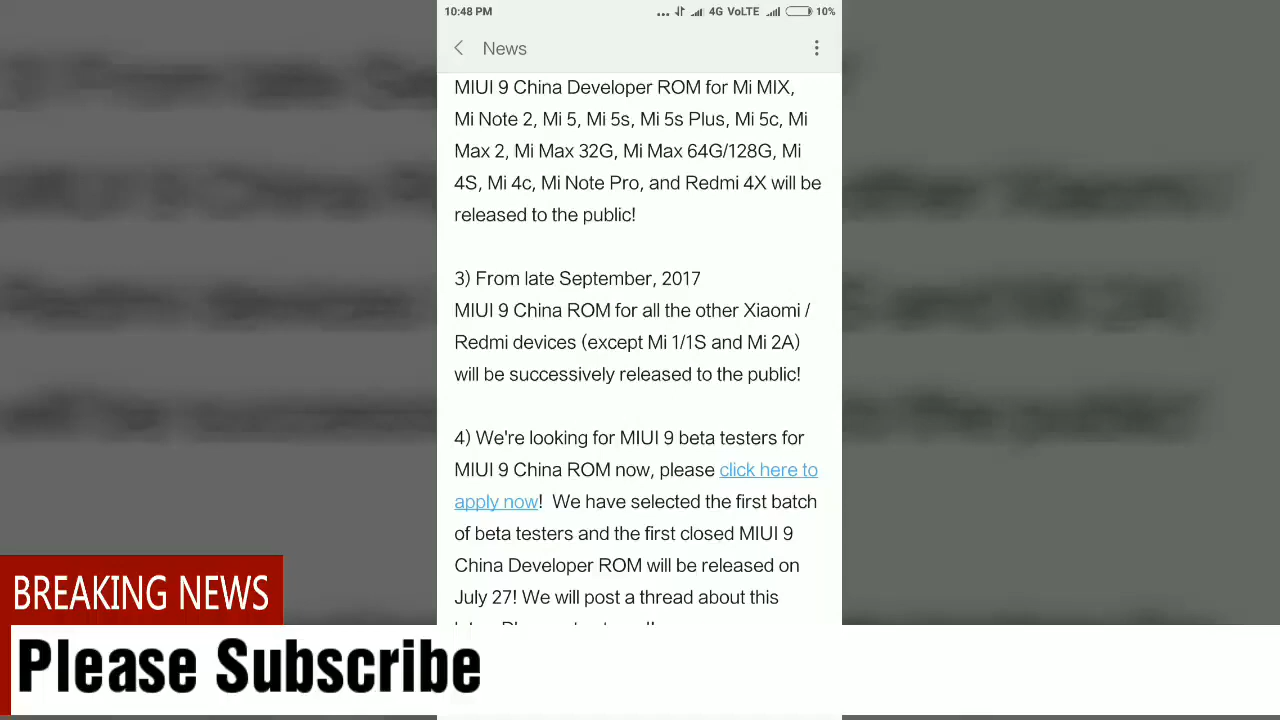 10:48 PM
4G VoLTE
10%
News
MIUI 9 China Developer ROM for Mi MIX,
Mi Note 2, Mi 5, Mi 5s, Mi 5s Plus, Mi 5c, Mi
Max 2, Mi Max 32G, Mi Max 64G/128G, Mi
4S, Mi 4c, Mi Note Pro, and Redmi 4X will be
released to the public!
3) From late September, 2017
MIUI 9 China ROM for all the other Xiaomi /
Redmi devices (except Mi 1/1S and Mi 2A)
will be successively released to the public!
4) We're looking for MIUI 9 beta testers for
MIUI 9 China ROM now, please click here to
apply now!  We have selected the first batch
of beta testers and the first closed MIUI 9
China Developer ROM will be released on
July 27! We will post a thread about this
BREAKING NEWS
Please Subscribe